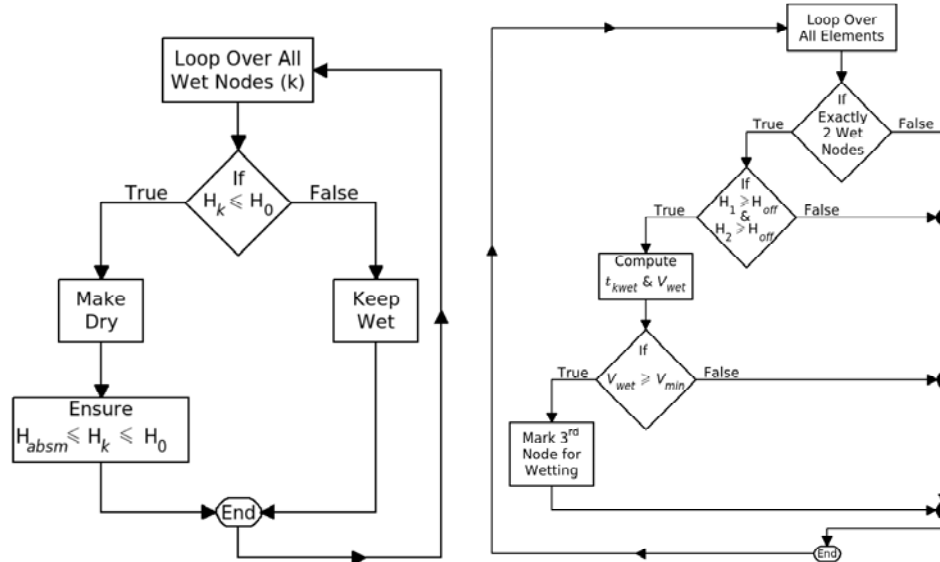 Loop Over All
Wet Nodes (k)
If
H_k ⩽ H_0
True
False
Make
Dry
Keep
Wet
Ensure
H_absm ⩽ H_k ⩽ H_0
End
Loop Over
All Elements
If
Exactly
2 Wet
Nodes
True
False
If
H_1 ⩾ H_off
&
H_2 ⩾ H_off
True
False
Compute
t_kwet & V_wet
If
V_wet ⩾ V_min
True
False
Mark 3^rd
Node for
Wetting
End